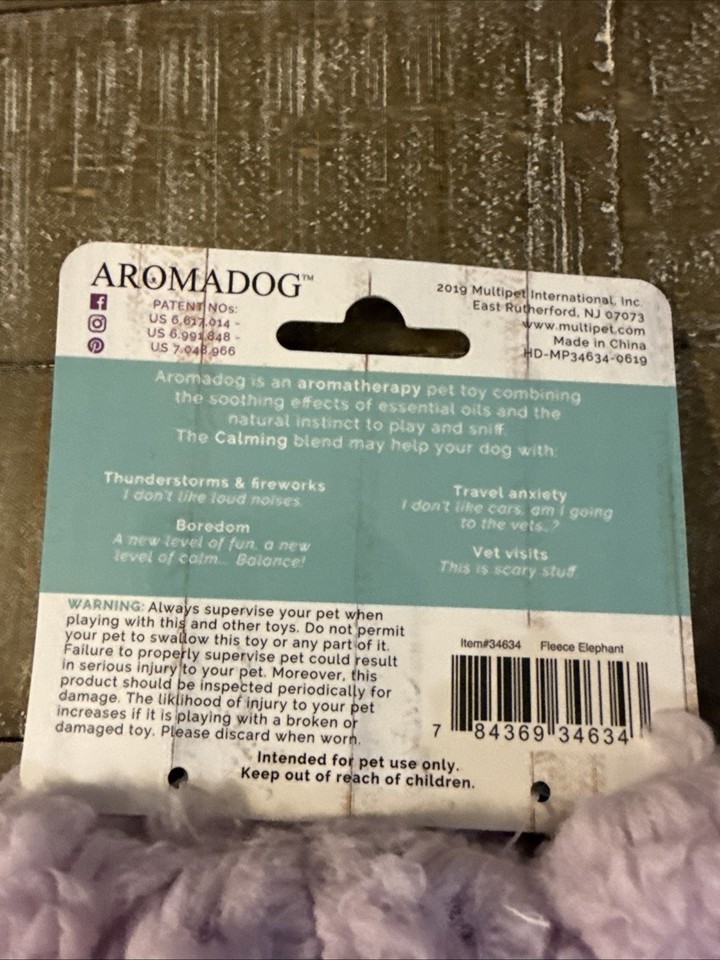 AROMADOG™
PATENT NOs:
US 6,617,014 -
US 6,991,848 -
US 7,048,966
2019 Multipet International, Inc.
East Rutherford, NJ 07073
www.multipet.com
Made in China
HD-MP34634-0619
Aromadog is an aromatherapy pet toy combining
the soothing effects of essential oils and the
natural instinct to play and sniff.
The Calming blend may help your dog with:
Thunderstorms & fireworks
I don't like loud noises.
Boredom
A new level of fun, a new
level of calm... Balance!
Travel anxiety
I don't like cars, am I going
to the vets..?
Vet visits
This is scary stuff.
WARNING: Always supervise your pet when
playing with this and other toys. Do not permit
your pet to swallow this toy or any part of it.
Failure to properly supervise pet could result
in serious injury to your pet. Moreover, this
product should be inspected periodically for
damage. The liklihood of injury to your pet
increases if it is playing with a broken or
damaged toy. Please discard when worn.
Item#34634 Fleece Elephant
7 84369 34634
Intended for pet use only.
Keep out of reach of children.